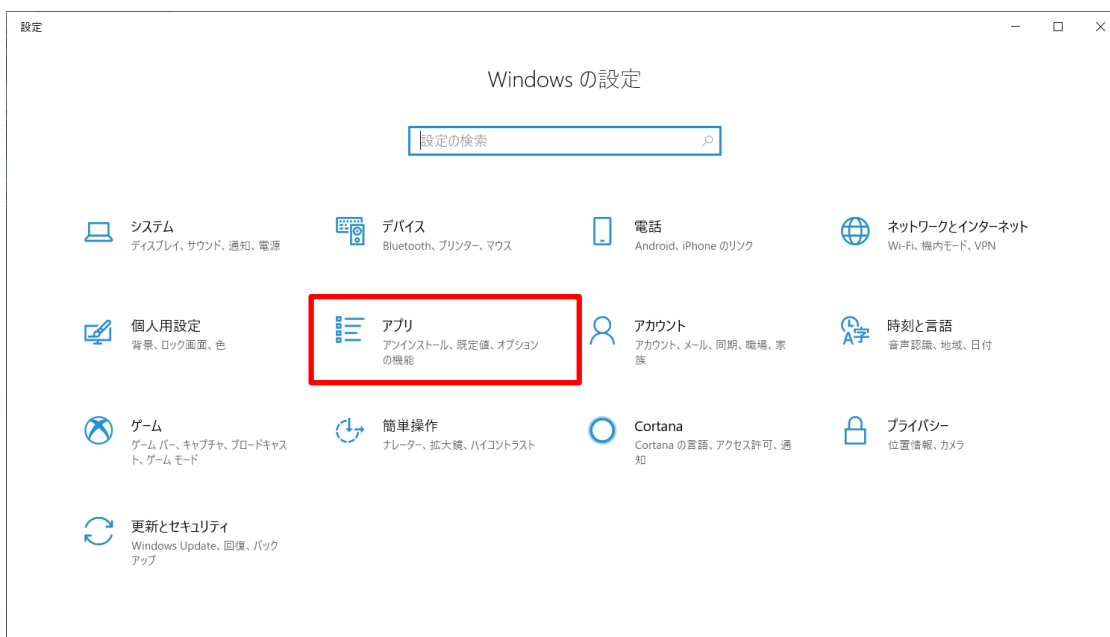 設定
Windows の設定
設定の検索
システム
ディスプレイ、サウンド、通知、電源
デバイス
Bluetooth、プリンター、マウス
電話
Android、iPhone のリンク
ネットワークとインターネット
Wi-Fi、機内モード、VPN
個人用設定
背景、ロック画面、色
アプリ
アンインストール、既定値、オプション
の機能
アカウント
アカウント、メール、同期、職場、家
族
時刻と言語
音声認識、地域、日付
ゲーム
ゲーム バー、キャプチャ、ブロードキャス
ト、ゲーム モード
簡単操作
ナレーター、拡大鏡、ハイコントラスト
Cortana
Cortana の言語、アクセス許可、通
知
プライバシー
位置情報、カメラ
更新とセキュリティ
Windows Update、回復、バック
アップ